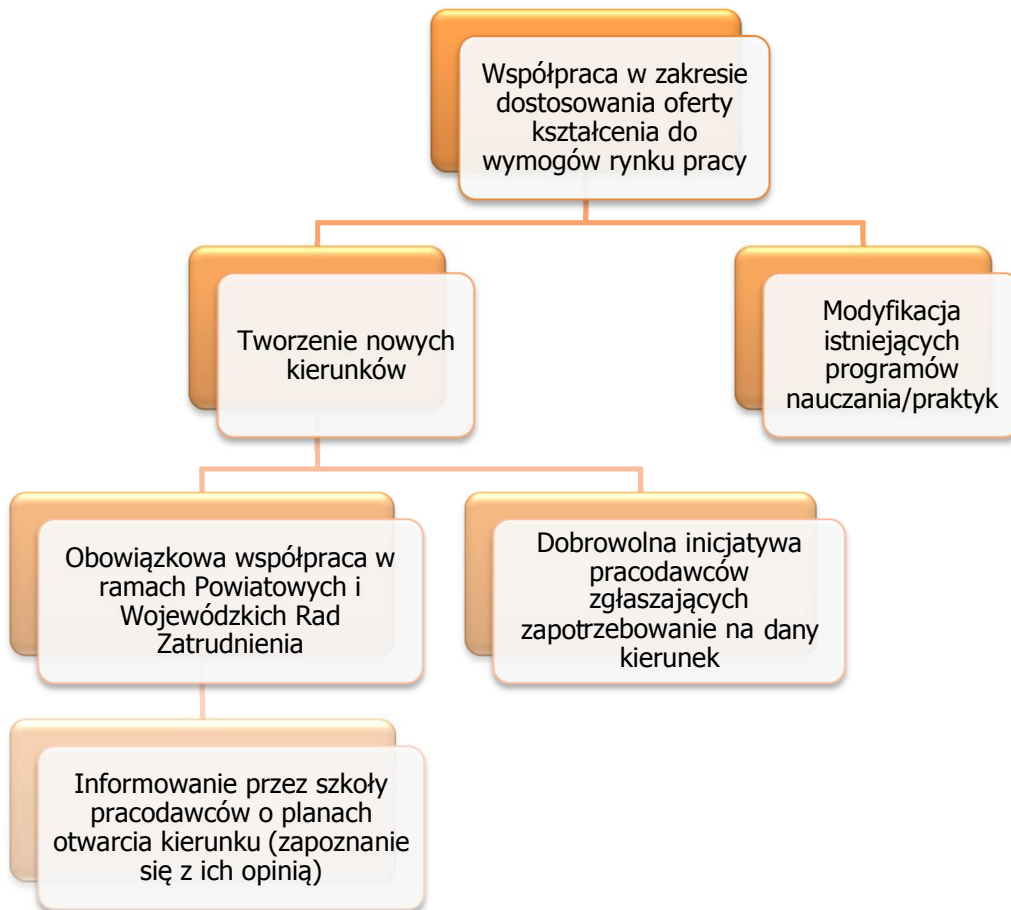 Współpraca w zakresie
dostosowania oferty
kształcenia do
wymogów rynku pracy
Tworzenie nowych
kierunków
Modyfikacja
istniejących
programów
nauczania/praktyk
Obowiązkowa współpraca w
ramach Powiatowych i
Wojewódzkich Rad
Zatrudnienia
Dobrowolna inicjatywa
pracodawców
zgłaszających
zapotrzebowanie na dany
kierunek
Informowanie przez szkoły
pracodawców o planach
otwarcia kierunku (zapoznanie
się z ich opinią)